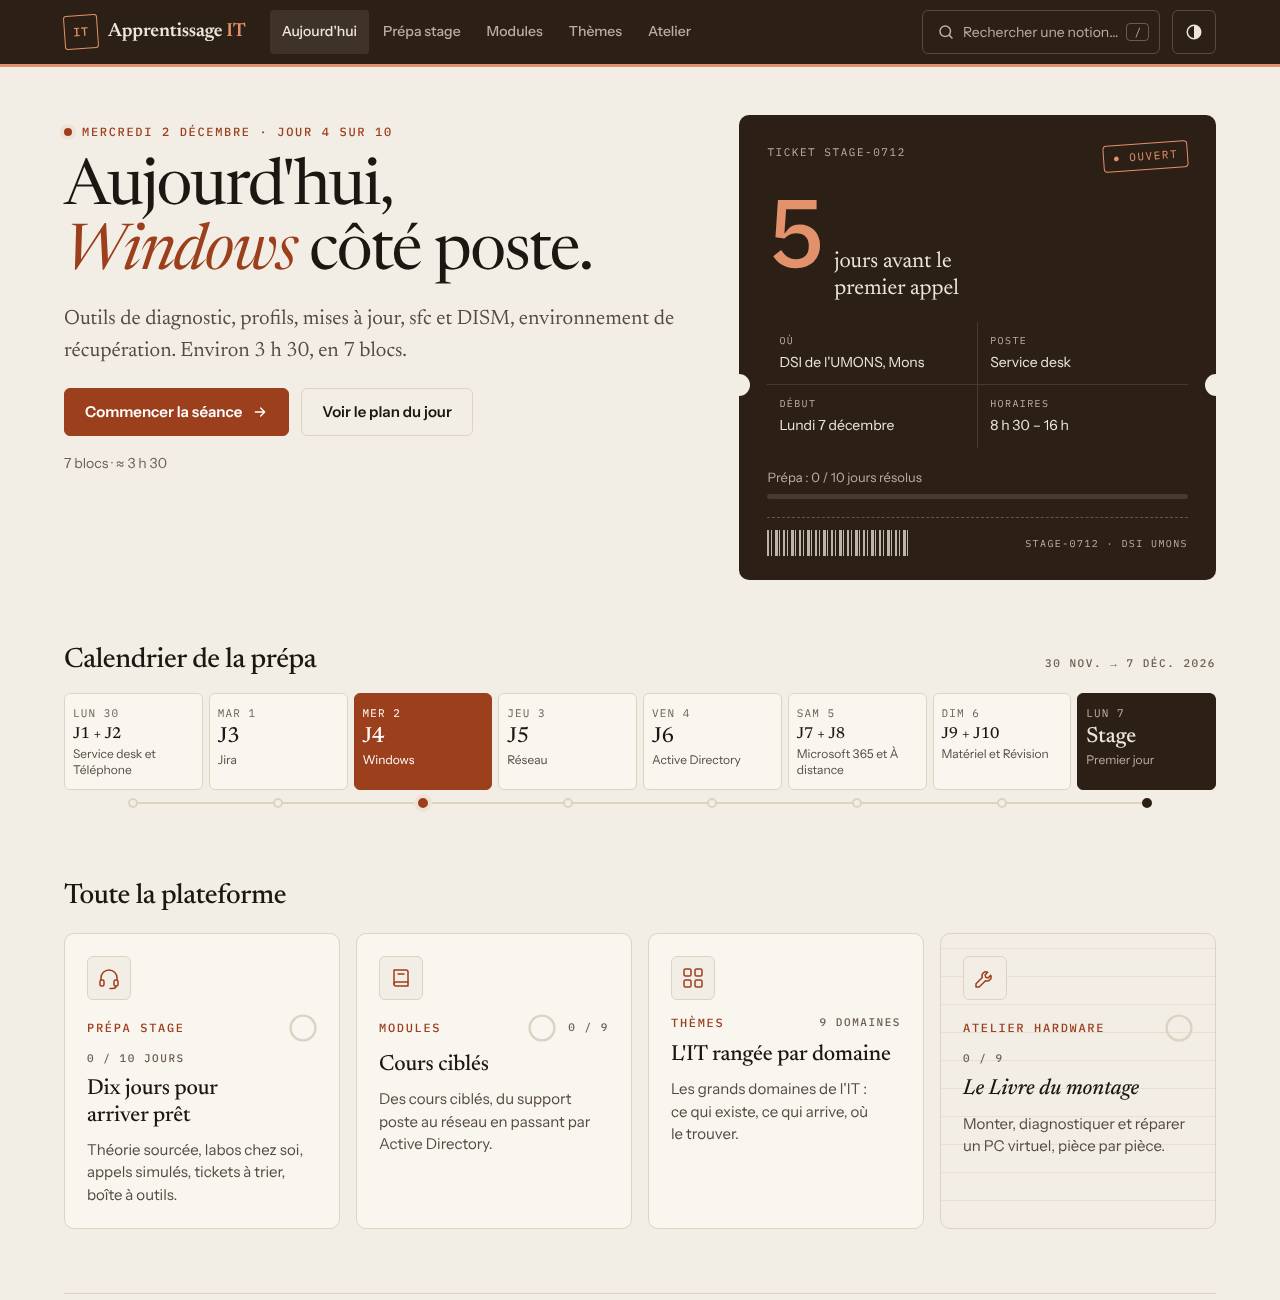 IT
Apprentissage IT
Aujourd'hui
Prépa stage
Modules
Thèmes
Atelier
Rechercher une notion…
/
MERCREDI 2 DÉCEMBRE · JOUR 4 SUR 10
Aujourd'hui,
Windows côté poste.
Outils de diagnostic, profils, mises à jour, sfc et DISM, environnement de
récupération. Environ 3 h 30, en 7 blocs.
Commencer la séance →
Voir le plan du jour
7 blocs · ≈ 3 h 30
TICKET STAGE-0712
● OUVERT
5 jours avant le
premier appel
OÙ
DSI de l'UMONS, Mons
POSTE
Service desk
DÉBUT
Lundi 7 décembre
HORAIRES
8 h 30 – 16 h
Prépa : 0 / 10 jours résolus
STAGE-0712 · DSI UMONS
Calendrier de la prépa
30 NOV. → 7 DÉC. 2026
LUN 30
J1 + J2
Service desk et
Téléphone
MAR 1
J3
Jira
MER 2
J4
Windows
JEU 3
J5
Réseau
VEN 4
J6
Active Directory
SAM 5
J7 + J8
Microsoft 365 et À
distance
DIM 6
J9 + J10
Matériel et Révision
LUN 7
Stage
Premier jour
Toute la plateforme
PRÉPA STAGE
0 / 10 JOURS
Dix jours pour
arriver prêt
Théorie sourcée, labos chez soi,
appels simulés, tickets à trier,
boîte à outils.
MODULES
0 / 9
Cours ciblés
Des cours ciblés, du support
poste au réseau en passant par
Active Directory.
THÈMES
9 DOMAINES
L'IT rangée par domaine
Les grands domaines de l'IT :
ce qui existe, ce qui arrive, où
le trouver.
ATELIER HARDWARE
0 / 9
Le Livre du montage
Monter, diagnostiquer et réparer
un PC virtuel, pièce par pièce.